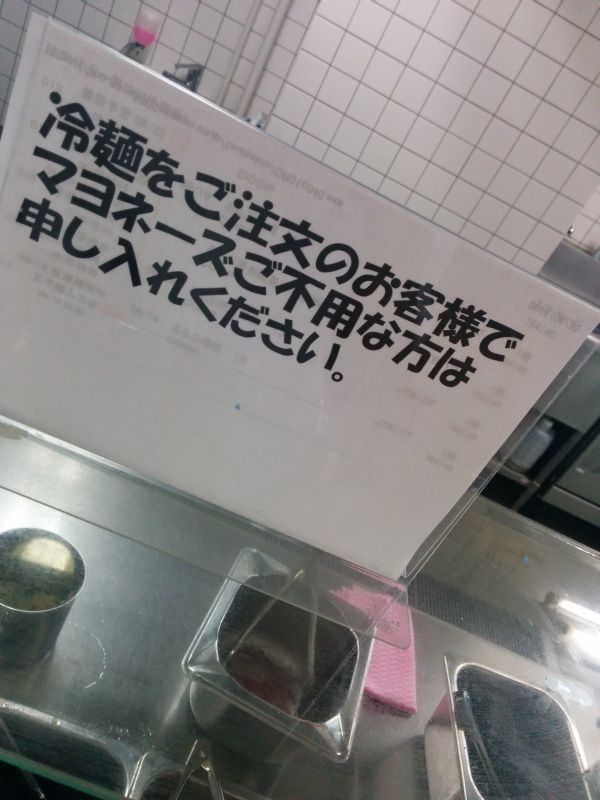 冷麺をご注文のお客様で
マヨネーズご不用な方は
申し入れください。